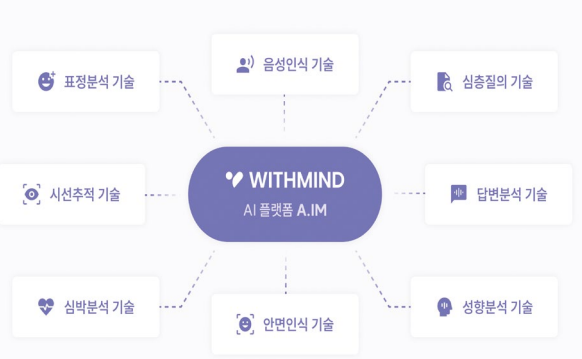 음성인식 기술
표정분석 기술
심층질의 기술
WITHMIND
AI 플랫폼 A.IM
시선추적 기술
답변분석 기술
심박분석 기술
안면인식 기술
성향분석 기술